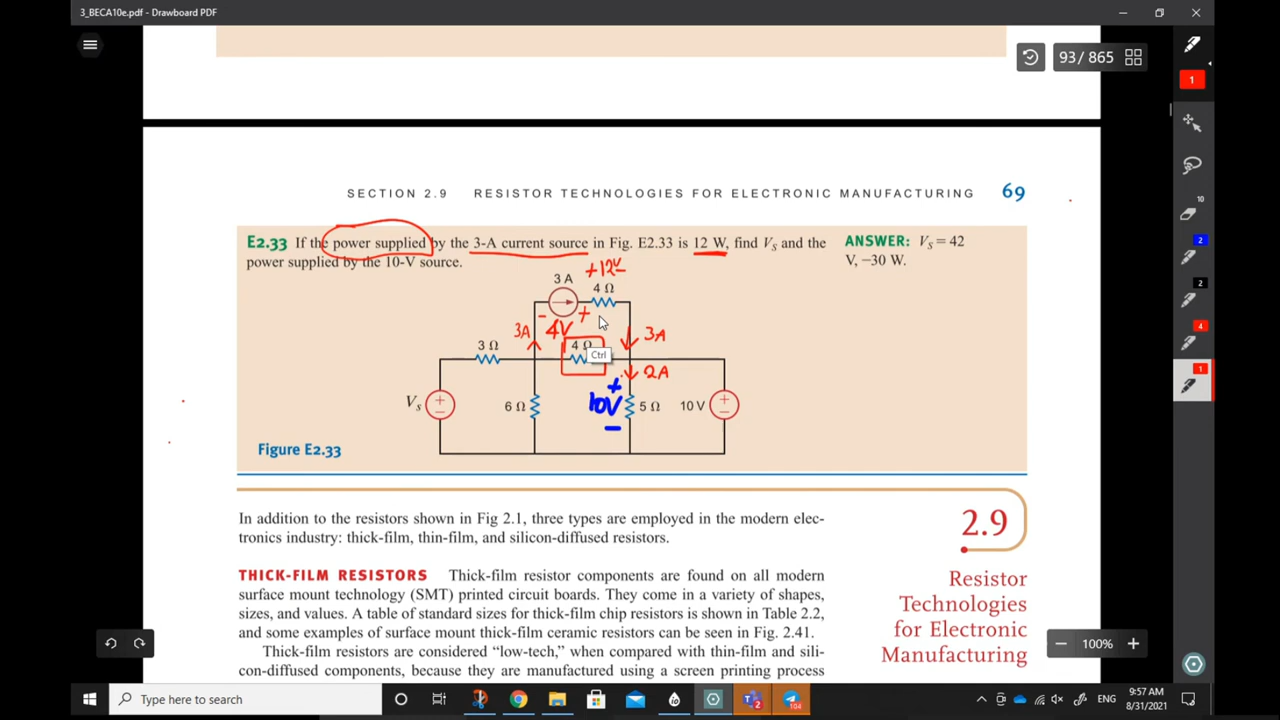 3_BECA10e.pdf - Drawboard PDF
93 / 865
1
SECTION 2.9 RESISTOR TECHNOLOGIES FOR ELECTRONIC MANUFACTURING 69
E2.33 If the power supplied by the 3-A current source in Fig. E2.33 is 12 W, find VS and the
power supplied by the 10-V source.
ANSWER: VS = 42
V, −30 W.
+12V
3 A
4 Ω
3A
- 4V +
3A
3 Ω
4 Ω
Ctrl
2A
VS
+
−
6 Ω
+
10V
-
5 Ω
10 V
+
−
Figure E2.33
10
2
2
4
1
In addition to the resistors shown in Fig 2.1, three types are employed in the modern elec-
tronics industry: thick-film, thin-film, and silicon-diffused resistors.
2.9
Resistor
Technologies
for Electronic
Manufacturing
THICK-FILM RESISTORS Thick-film resistor components are found on all modern
surface mount technology (SMT) printed circuit boards. They come in a variety of shapes,
sizes, and values. A table of standard sizes for thick-film chip resistors is shown in Table 2.2,
and some examples of surface mount thick-film ceramic resistors can be seen in Fig. 2.41.
Thick-film resistors are considered “low-tech,” when compared with thin-film and sili-
con-diffused components, because they are manufactured using a screen printing process
100%
Type here to search
2
104
ENG
9:57 AM
8/31/2021